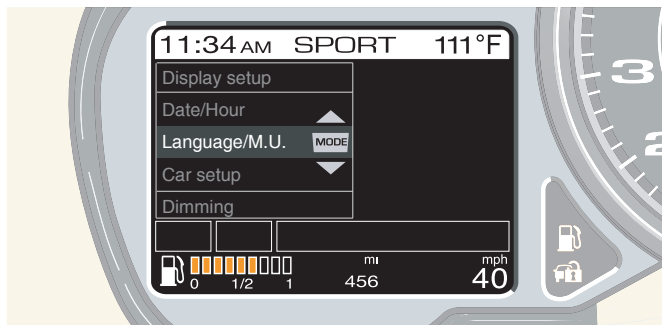 11:34 AM SPORT 111°F
Display setup
Date/Hour
Language/M.U. MODE
Car setup
Dimming
0 1/2 1
mi
456
mph
40
3
2